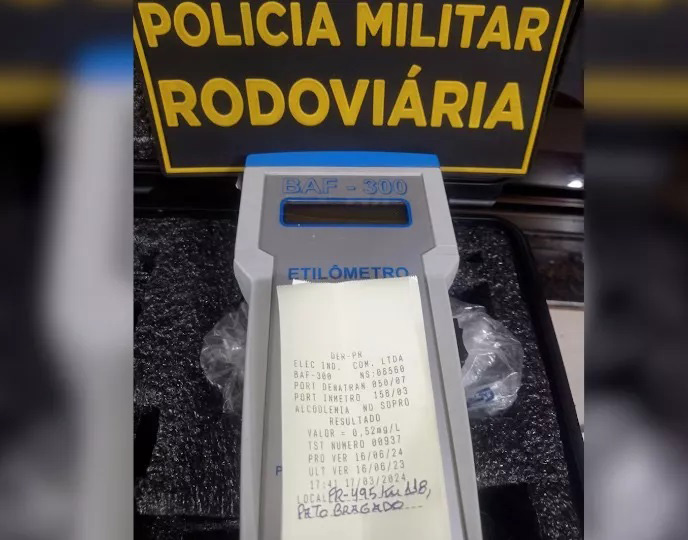 POLICIA MILITAR
RODOVIÁRIA
BAF - 300
ETILÔMETRO
DER-PR
ELEC IND. COM. LTDA
BAF-300 NS:08560
PORT DENATRAN 050/07
PORT INMETRO 158/03
ALCOOLEMIA NO SOPRO
RESULTADO
VALOR = 0,52mg/L
TST NUMERO 00937
PRO VER 16/06/24
ULT VER 16/06/23
17:41 17/03/2024
LOCAL PR-495 Km 118,
PATO BRAGADO